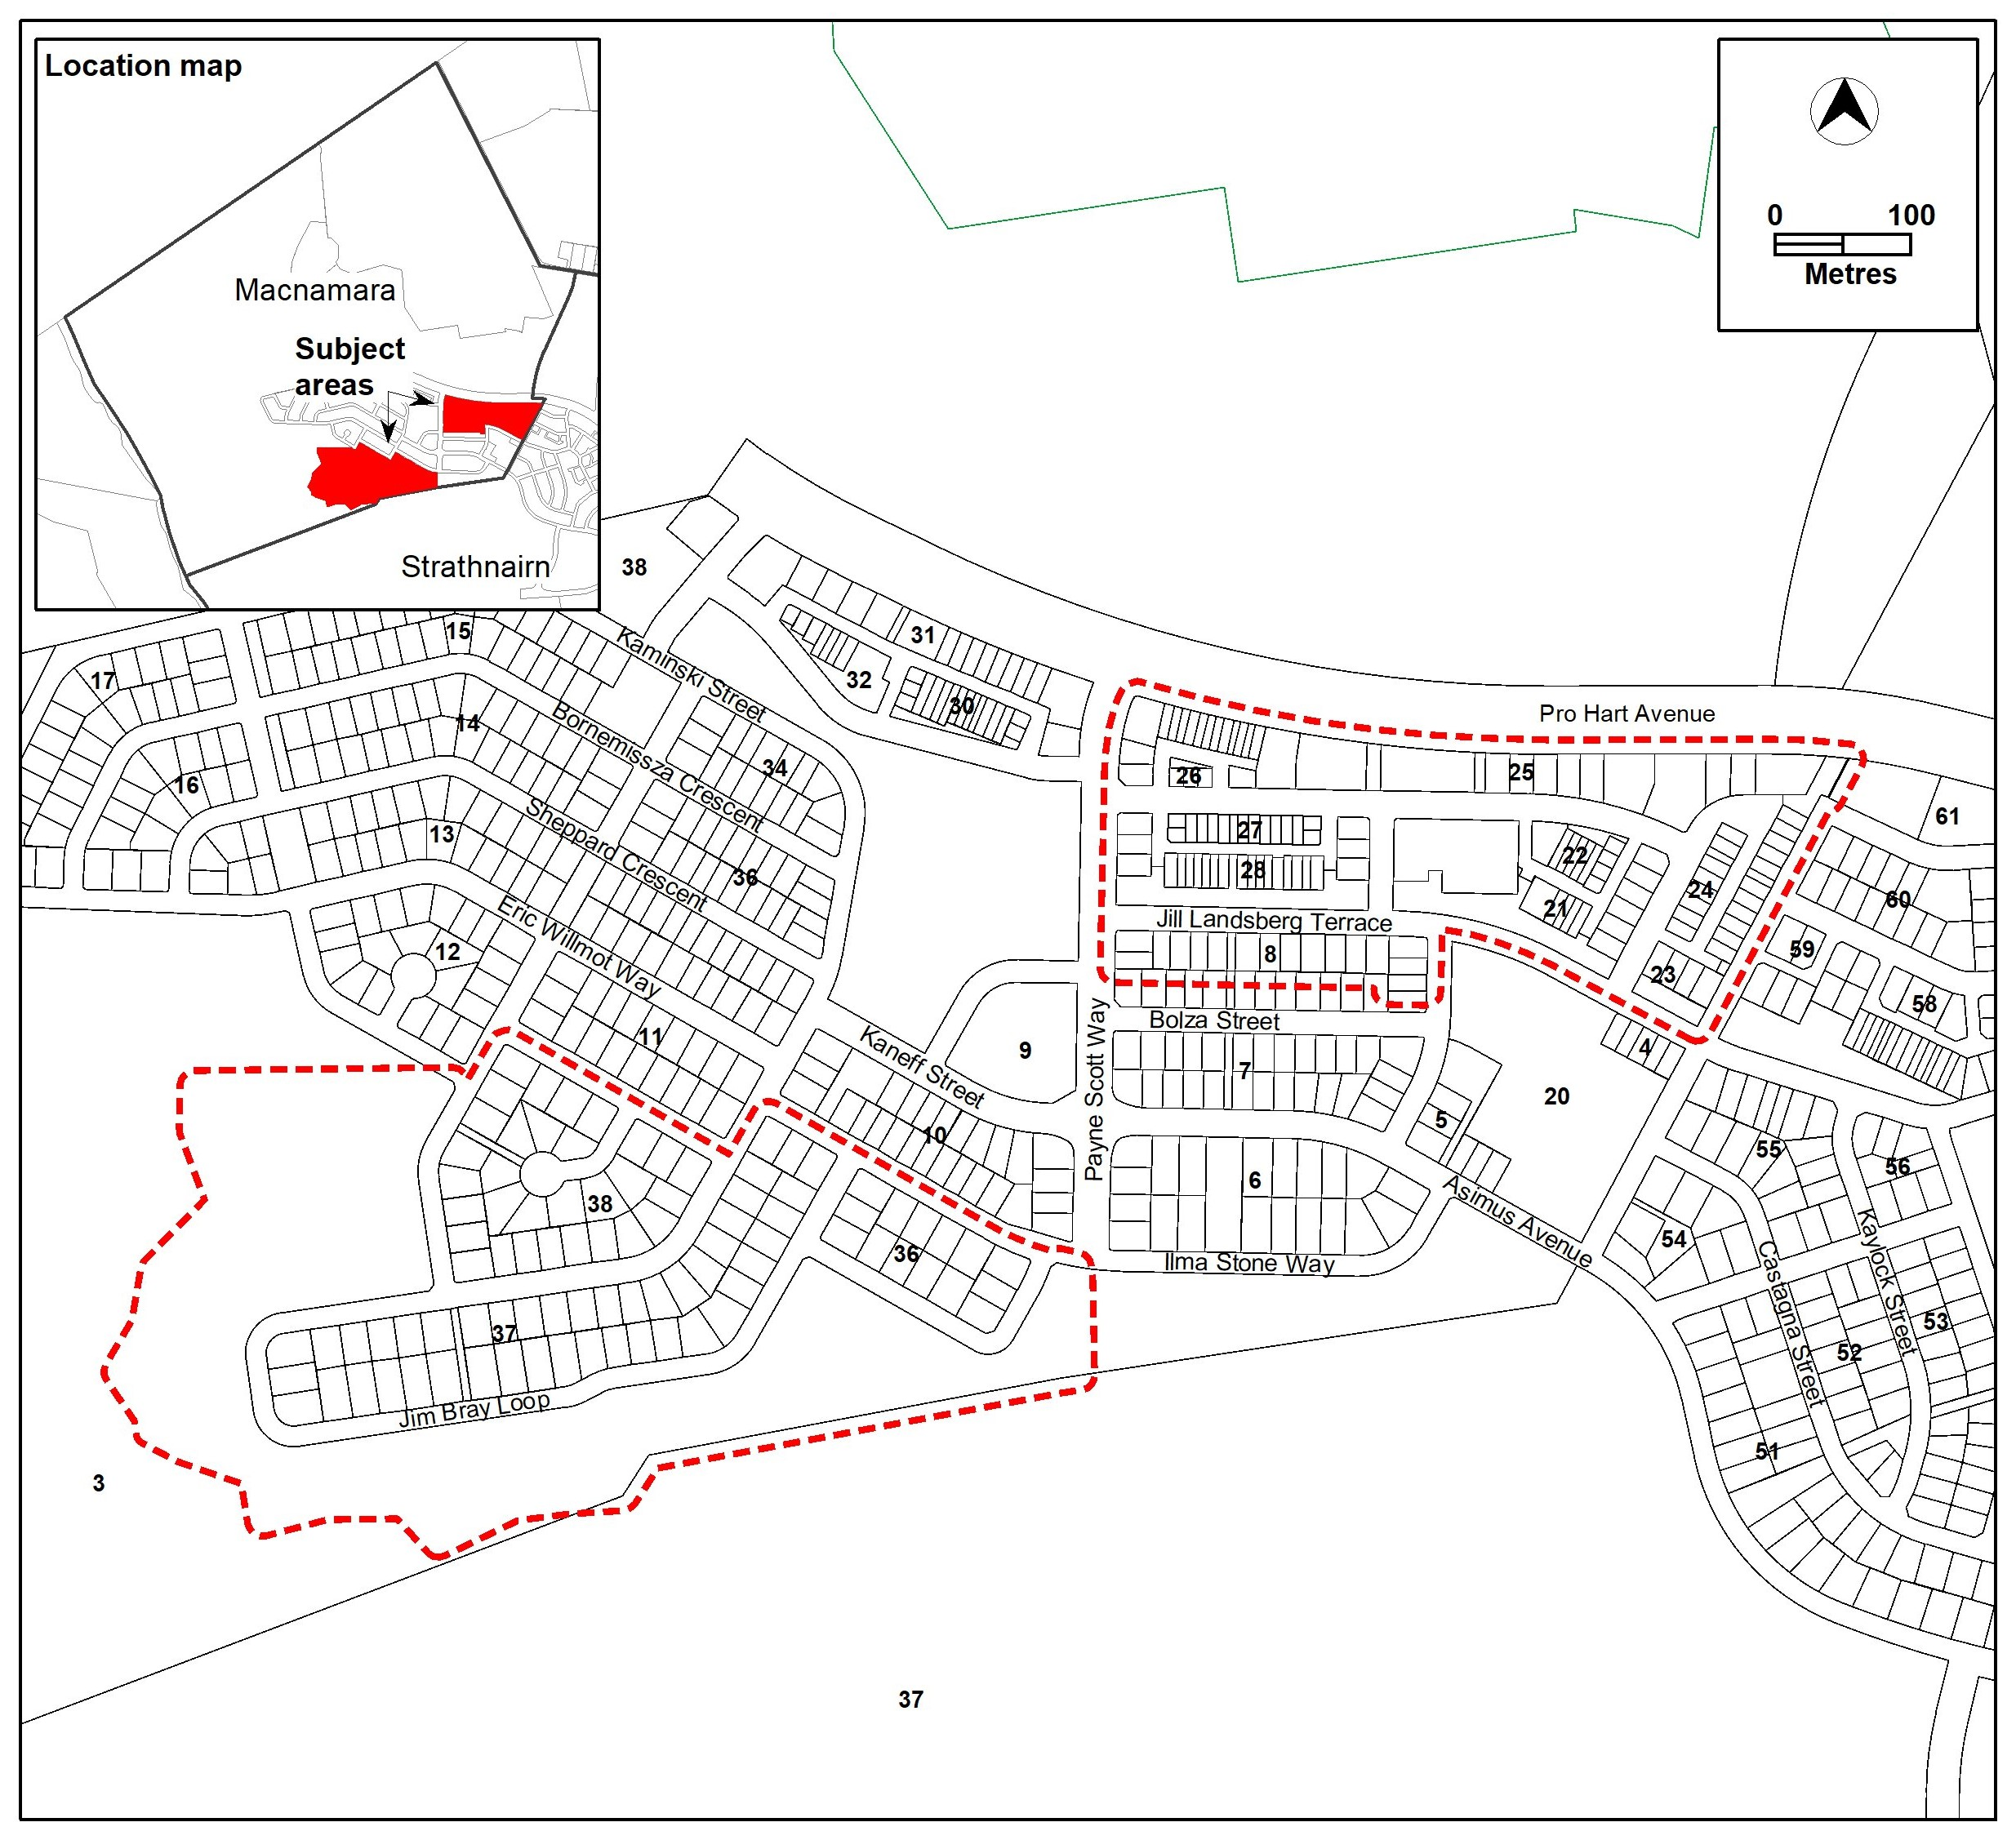 Location map
Macnamara
Subject
areas
Strathnairn
0 100
Metres
38
15
Kaminski Street
31
17
32
30
Bornemissza Crescent
14
34
Pro Hart Avenue
16
26
25
Sheppard Crescent
13
27
61
36
28
22
24
60
Eric Willmot Way
12
21
Jill Landsberg Terrace
8
59
23
58
11
Kaneff Street
9
Payne Scott Way
Bolza Street
7
4
20
10
5
55
56
6
38
Asimus Avenue
54
36
Ilma Stone Way
Castagna Street
Kaylock Street
53
37
52
Jim Bray Loop
51
3
37